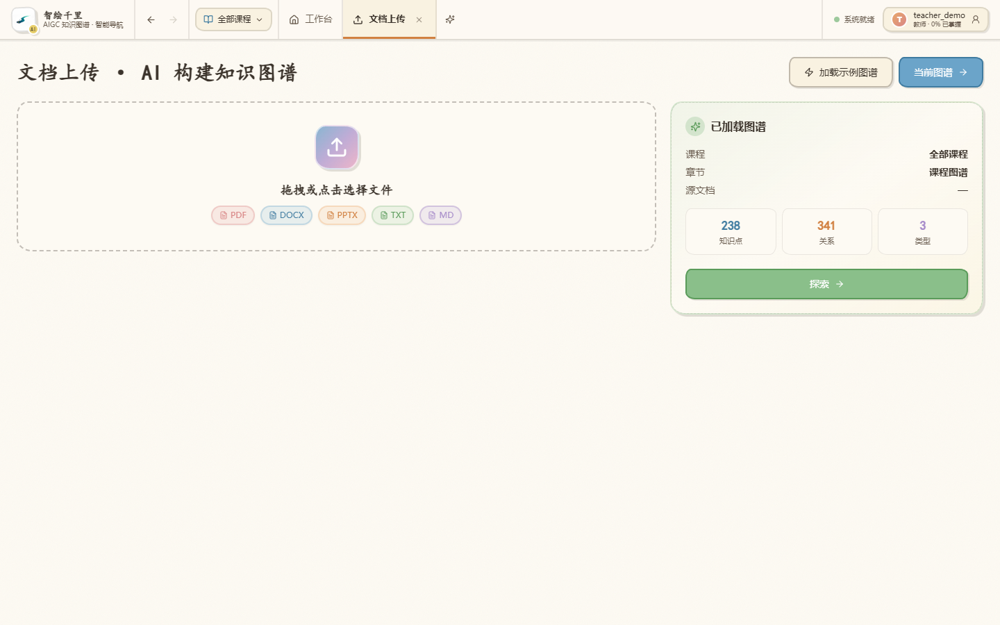 智绘千里
AIGC 知识图谱 · 智能导航
AI
全部课程
工作台
文档上传
系统就绪
T
teacher_demo
教师 · 0% 已掌握
文档上传 • AI 构建知识图谱
加载示例图谱
当前图谱
拖拽或点击选择文件
PDF
DOCX
PPTX
TXT
MD
已加载图谱
课程 全部课程
章节 课程图谱
源文档 —
238
知识点
341
关系
3
类型
探索